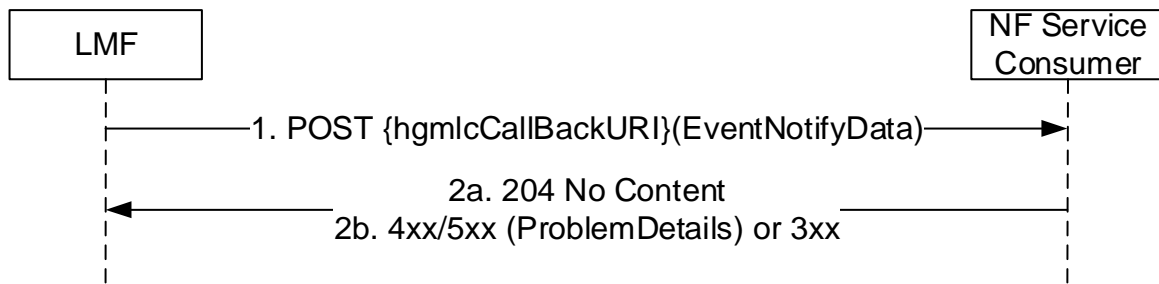 LMF
NF Service
Consumer
1. POST {hgmlcCallBackURI}(EventNotifyData)
2a. 204 No Content
2b. 4xx/5xx (ProblemDetails) or 3xx